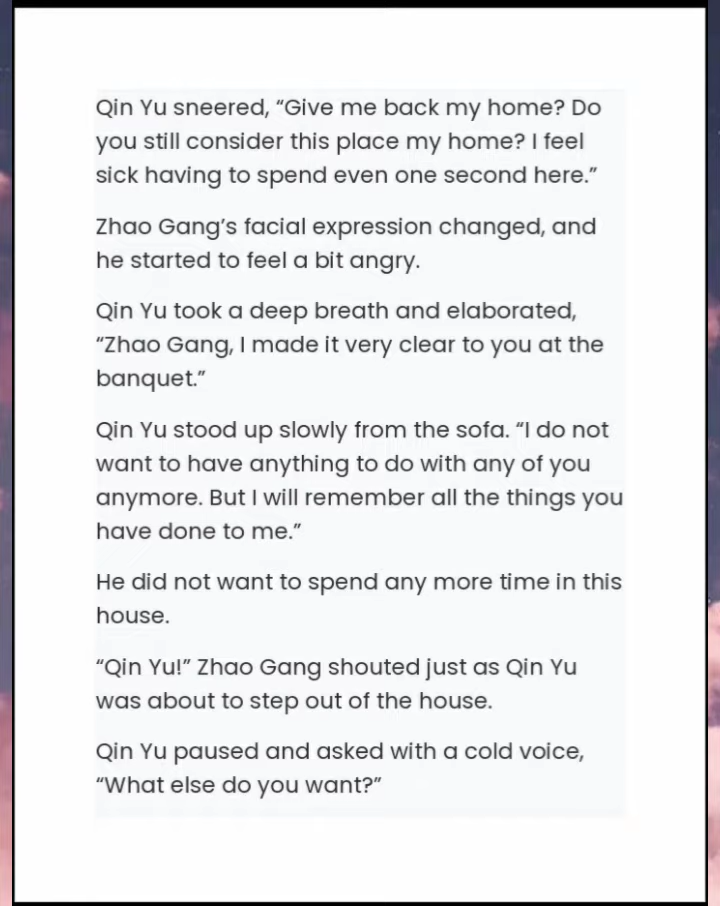 Qin Yu sneered, “Give me back my home? Do
you still consider this place my home? I feel
sick having to spend even one second here.”
Zhao Gang’s facial expression changed, and
he started to feel a bit angry.
Qin Yu took a deep breath and elaborated,
“Zhao Gang, I made it very clear to you at the
banquet.”
Qin Yu stood up slowly from the sofa. “I do not
want to have anything to do with any of you
anymore. But I will remember all the things you
have done to me.”
He did not want to spend any more time in this
house.
“Qin Yu!” Zhao Gang shouted just as Qin Yu
was about to step out of the house.
Qin Yu paused and asked with a cold voice,
“What else do you want?”